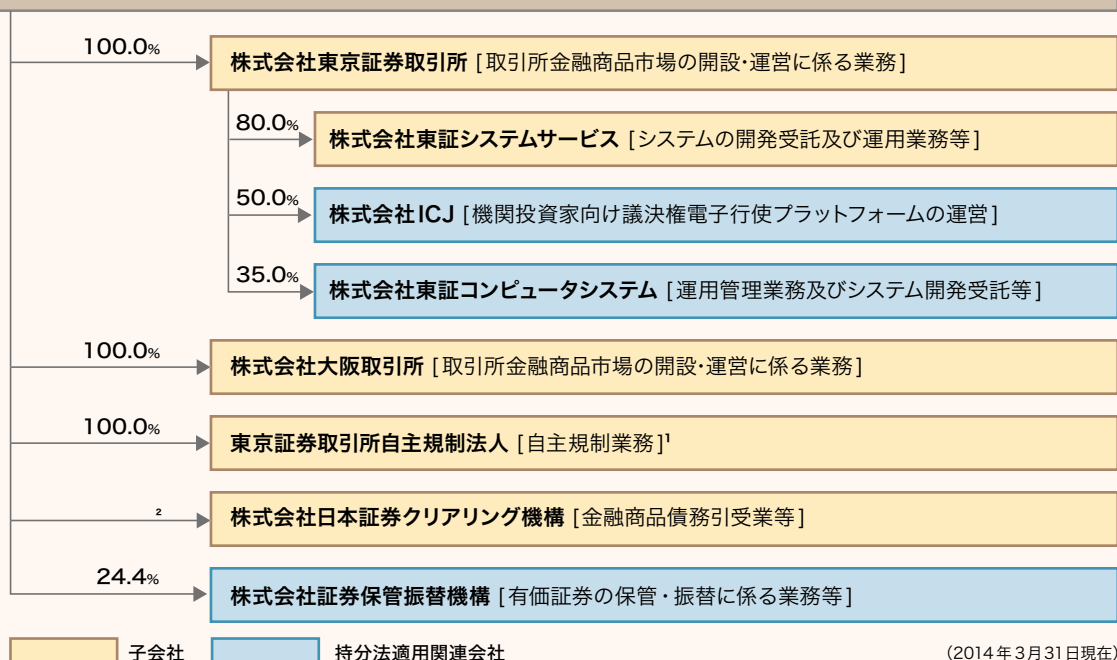 100.0%
株式会社東京証券取引所 [取引所金融商品市場の開設・運営に係る業務]
80.0%
株式会社東証システムサービス [システムの開発受託及び運用業務等]
50.0%
株式会社ICJ [機関投資家向け議決権電子行使プラットフォームの運営]
35.0%
株式会社東証コンピュータシステム [運用管理業務及びシステム開発受託等]
100.0%
株式会社大阪取引所 [取引所金融商品市場の開設・運営に係る業務]
100.0%
東京証券取引所自主規制法人 [自主規制業務]¹
²
株式会社日本証券クリアリング機構 [金融商品債務引受業等]
24.4%
株式会社証券保管振替機構 [有価証券の保管・振替に係る業務等]
子会社 持分法適用関連会社 (2014年3月31日現在)